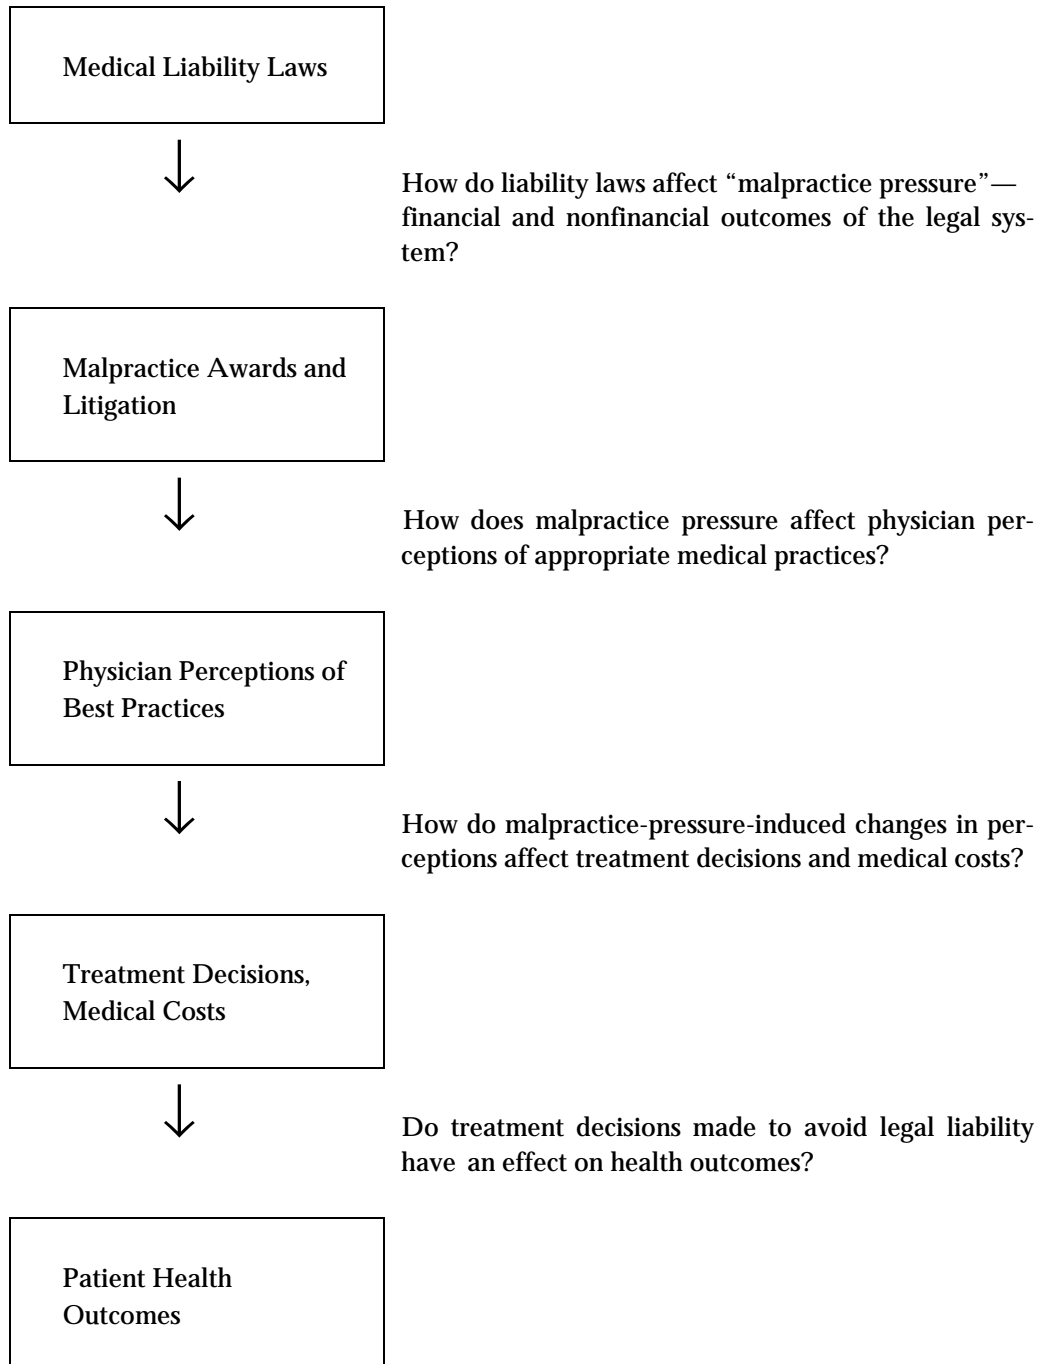 Medical Liability Laws
How do liability laws affect “malpractice pressure”—
financial and nonfinancial outcomes of the legal sys-
tem?
Malpractice Awards and
Litigation
How does malpractice pressure affect physician per-
ceptions of appropriate medical practices?
Physician Perceptions of
Best Practices
How do malpractice-pressure-induced changes in per-
ceptions affect treatment decisions and medical costs?
Treatment Decisions,
Medical Costs
Do treatment decisions made to avoid legal liability
have an effect on health outcomes?
Patient Health
Outcomes